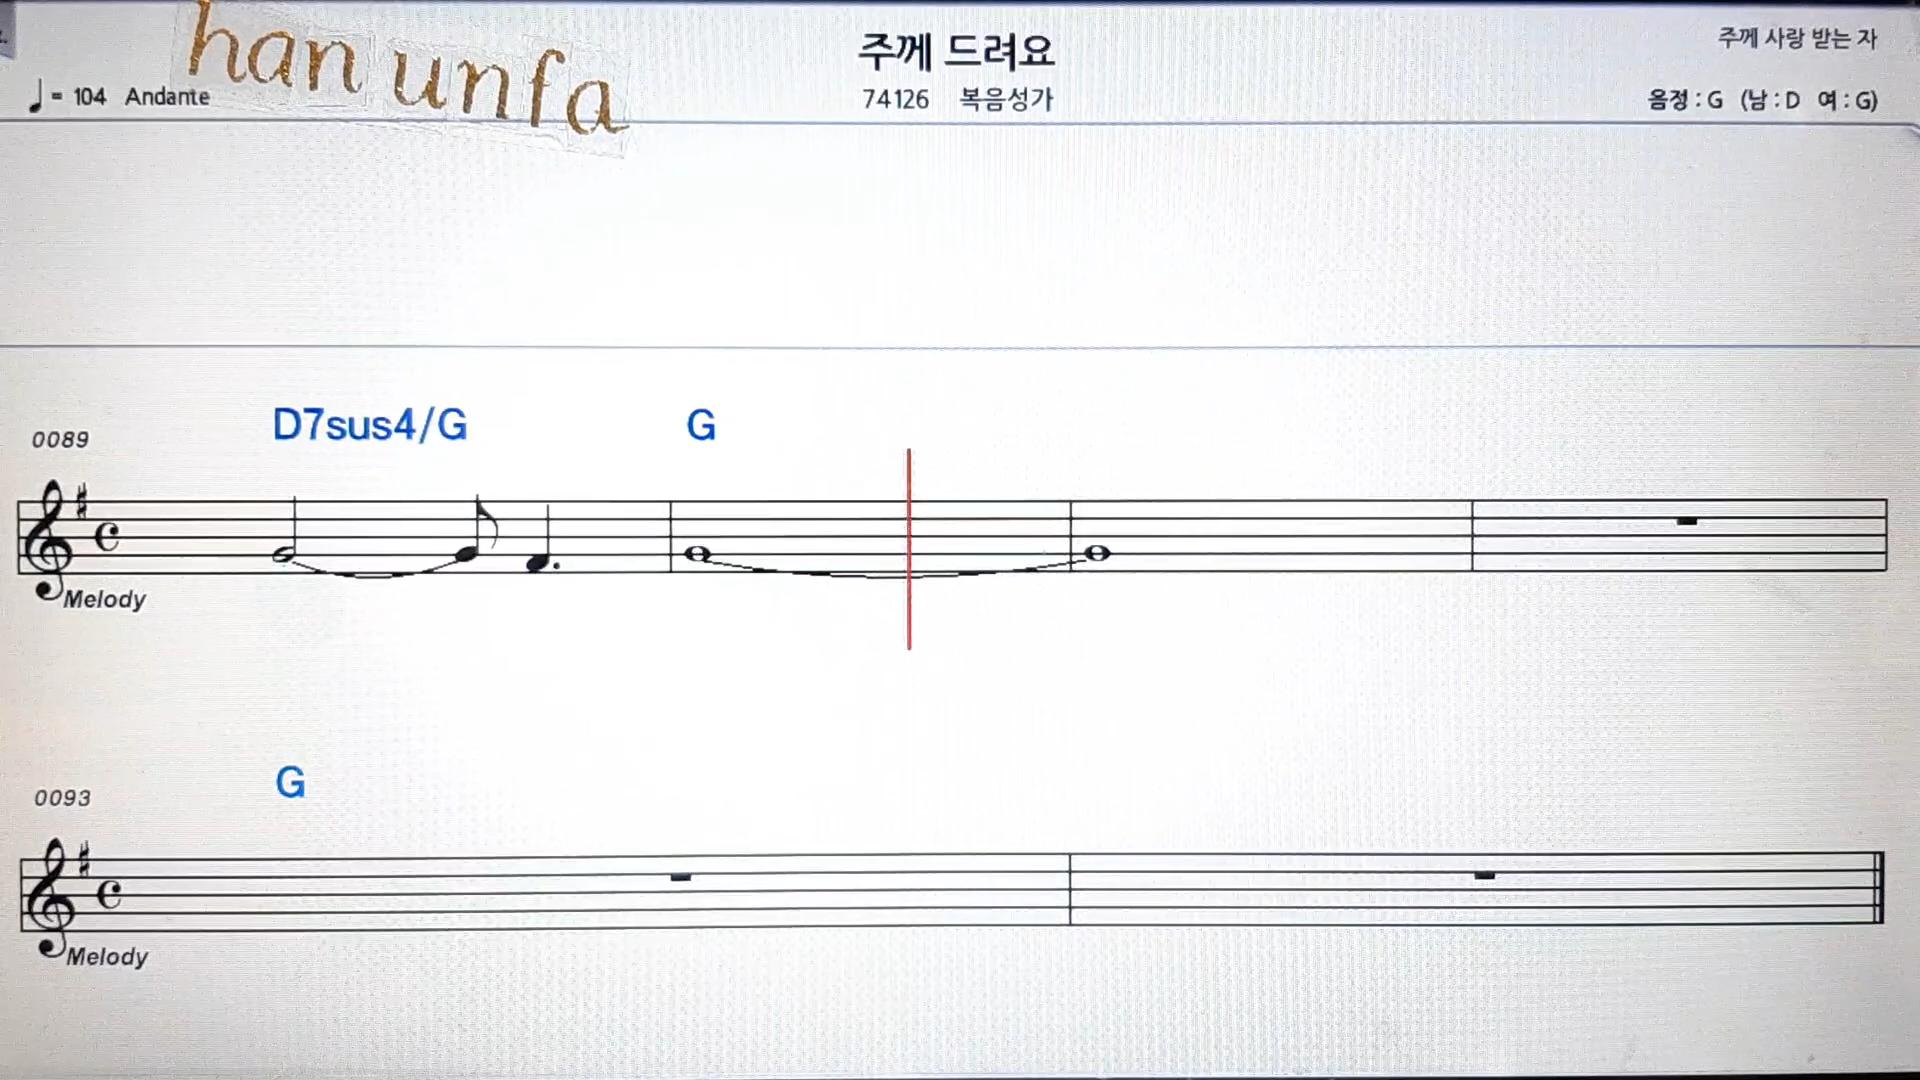 han unfa
주께 드려요
주께 사랑 받는 자
♩= 104 Andante
74126 복음성가
음정 : G (남 : D 여 : G)
0089
D7sus4/G G
Melody
0093
G
Melody